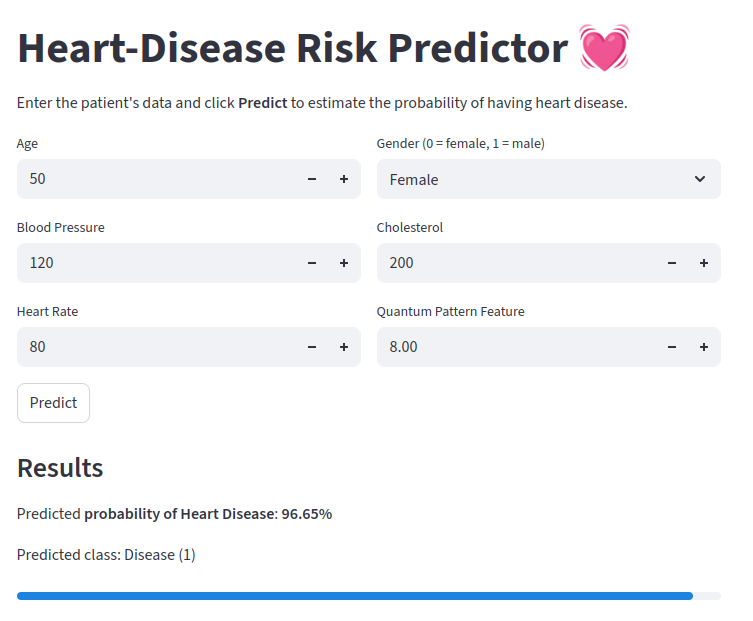 Heart-Disease Risk Predictor 💓
Enter the patient's data and click Predict to estimate the probability of having heart disease.
Age
Gender (0 = female, 1 = male)
50
Female
Blood Pressure
Cholesterol
120
200
Heart Rate
Quantum Pattern Feature
80
8.00
Predict
Results
Predicted probability of Heart Disease: 96.65%
Predicted class: Disease (1)